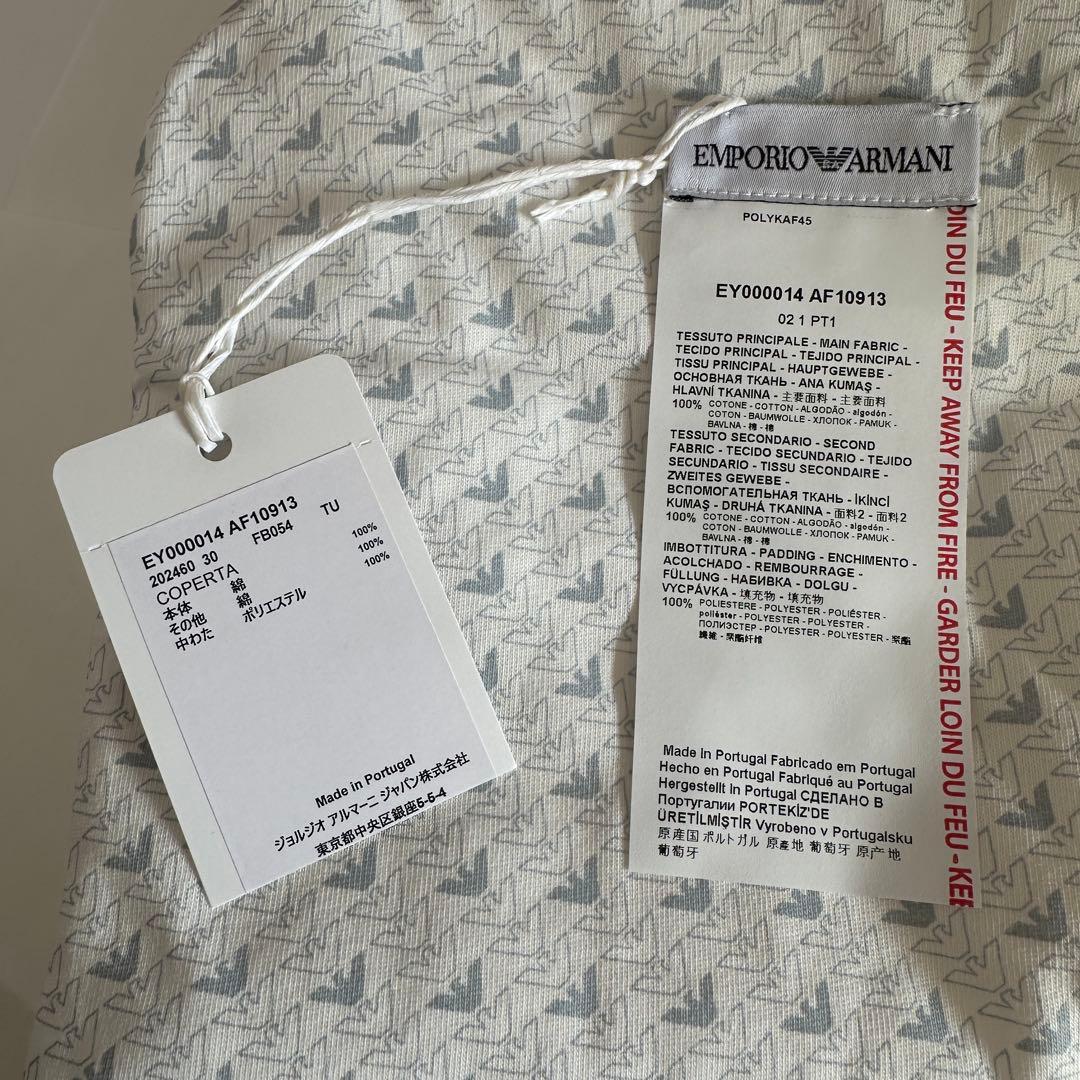 EMPORIO ARMANI
POLYKAF45
EY000014 AF10913
02 1 PT1
TESSUTO PRINCIPALE - MAIN FABRIC -
TECIDO PRINCIPAL - TEJIDO PRINCIPAL -
TISSU PRINCIPAL - HAUPTGEWEBE -
ОСНОВНАЯ ТКАНЬ - ANA KUMAŞ -
HLAVNÍ TKANINA - 主要面料 - 主要面料
100% COTONE - COTTON - ALGODÃO - algodón -
COTON - BAUMWOLLE - ХЛОПОК - PAMUK -
BAVLNA - 棉 - 棉
TESSUTO SECONDARIO - SECOND
FABRIC - TECIDO SECUNDARIO - TEJIDO
SECUNDARIO - TISSU SECONDAIRE -
ZWEITES GEWEBE -
ВСПОМОГАТЕЛЬНАЯ ТКАНЬ - İKİNCİ
KUMAŞ - DRUHÁ TKANINA - 面料2 - 面料2
100% COTONE - COTTON - ALGODÃO - algodón -
COTON - BAUMWOLLE - ХЛОПОК - PAMUK -
BAVLNA - 棉 - 棉
IMBOTTITURA - PADDING - ENCHIMENTO -
ACOLCHADO - REMBOURRAGE -
FÜLLUNG - НАБИВКА - DOLGU -
VYCPÁVKA - 填充物 - 填充物
100% POLIESTERE - POLYESTER - POLIÉSTER -
poliéster - POLYESTER - POLYESTER -
ПОЛИЭСТЕР - POLYESTER - POLYESTER - 聚酯
纖維 - 聚酯纤维
Made in Portugal Fabricado em Portugal
Hecho en Portugal Fabriqué au Portugal
Hergestellt in Portugal СДЕЛАНО В
Португалии PORTEKİZ'DE
ÜRETİLMİŞTİR Vyrobeno v Portugalsku
原産国 ポルトガル 原產地 葡萄牙 原产地
葡萄牙
OIN DU FEU - KEEP AWAY FROM FIRE - GARDER LOIN DU FEU - KEE
EY000014 AF10913 TU
202460 30 FB054
COPERTA
本体 綿 100%
その他 綿 100%
中わた ポリエステル 100%
Made in Portugal
ジョルジオ アルマーニ ジャパン株式会社
東京都中央区銀座5-5-4